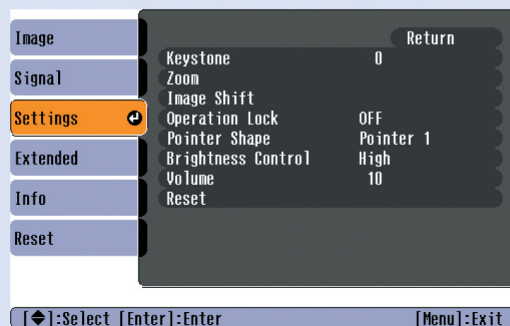 Image
Signal
Settings
Extended
Info
Reset
Return
Keystone 0
Zoom
Image Shift
Operation Lock OFF
Pointer Shape Pointer 1
Brightness Control High
Volume 10
Reset
[◆]:Select [Enter]:Enter [Menu]:Exit